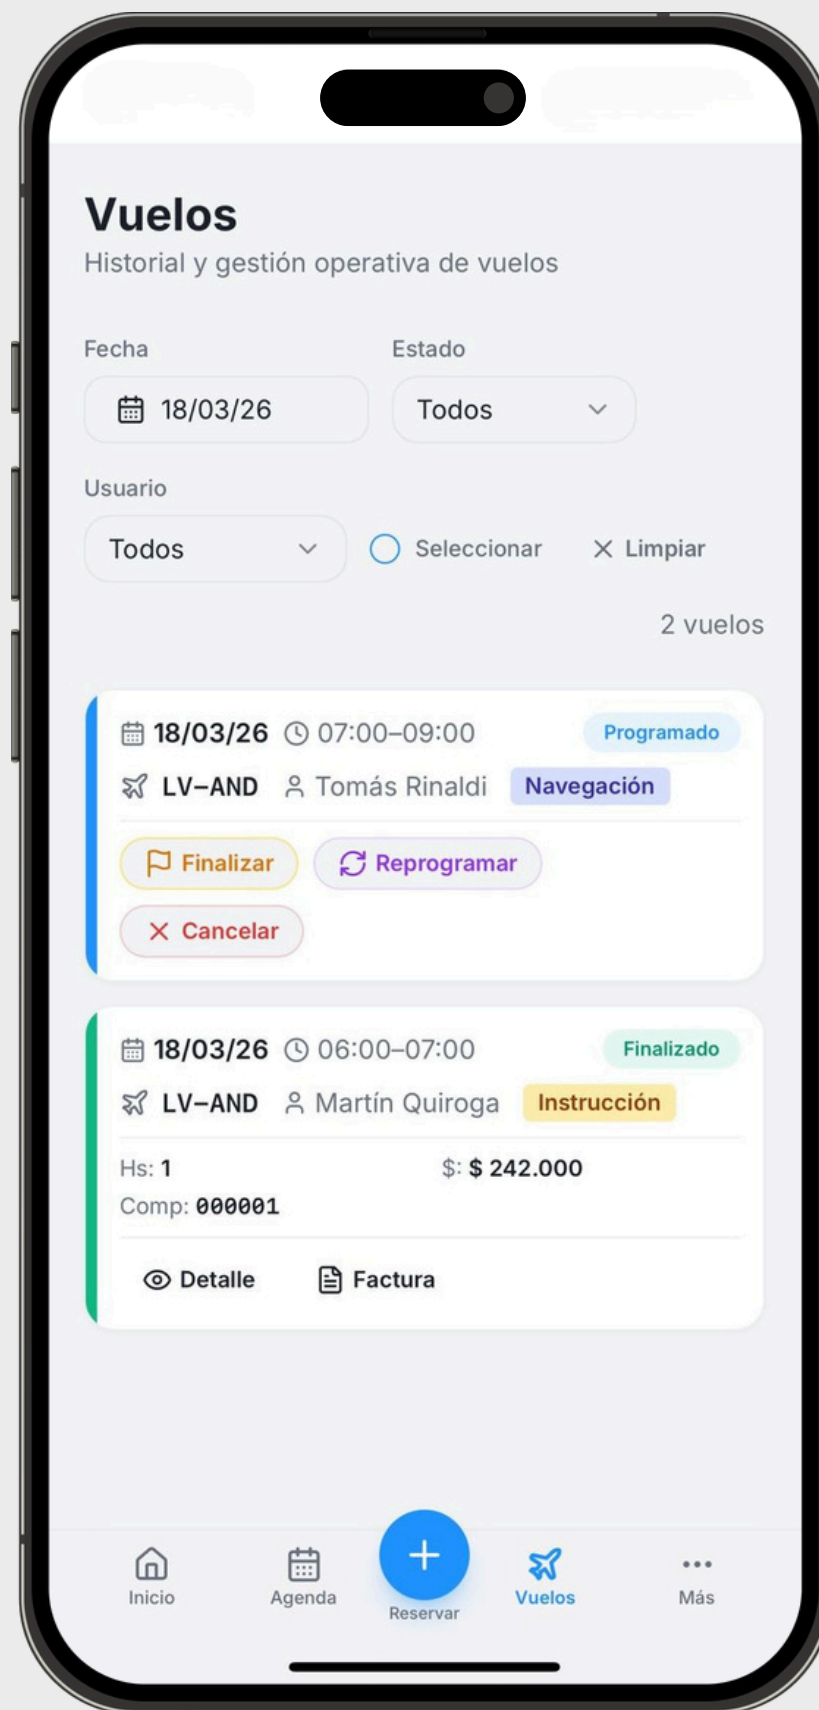 Vuelos
Historial y gestión operativa de vuelos
Fecha Estado
18/03/26 Todos
Usuario
Todos Seleccionar Limpiar
2 vuelos
18/03/26 07:00–09:00 Programado
LV–AND Tomás Rinaldi Navegación
Finalizar Reprogramar
Cancelar
18/03/26 06:00–07:00 Finalizado
LV–AND Martín Quiroga Instrucción
Hs: 1 $: $ 242.000
Comp: 000001
Detalle Factura
Inicio Agenda Reservar Vuelos Más